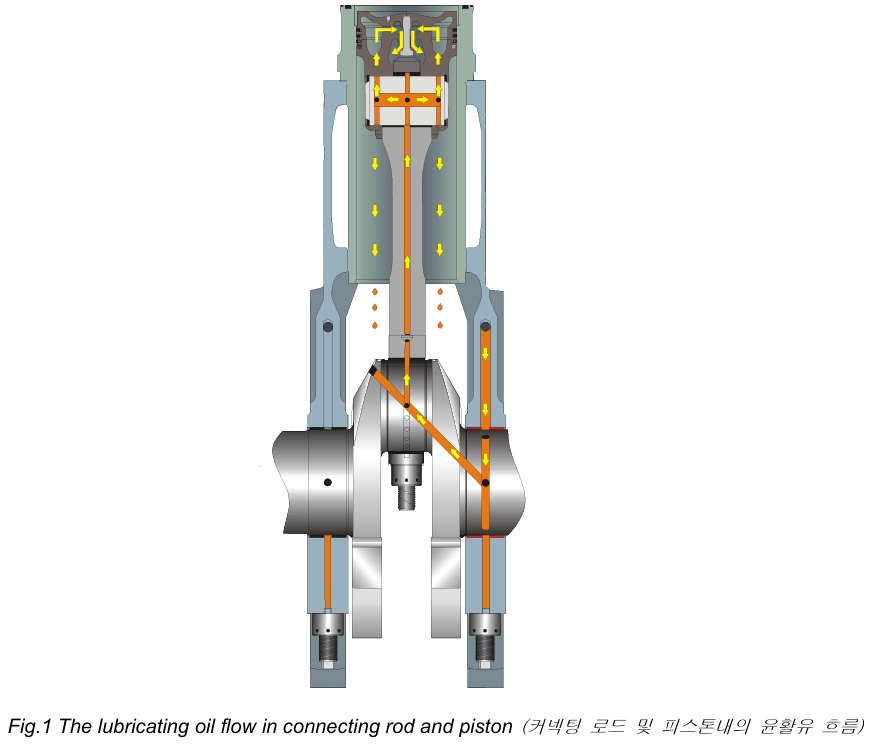 Fig.1 The lubricating oil flow in connecting rod and piston (커넥팅 로드 및 피스톤내의 윤활유 흐름)